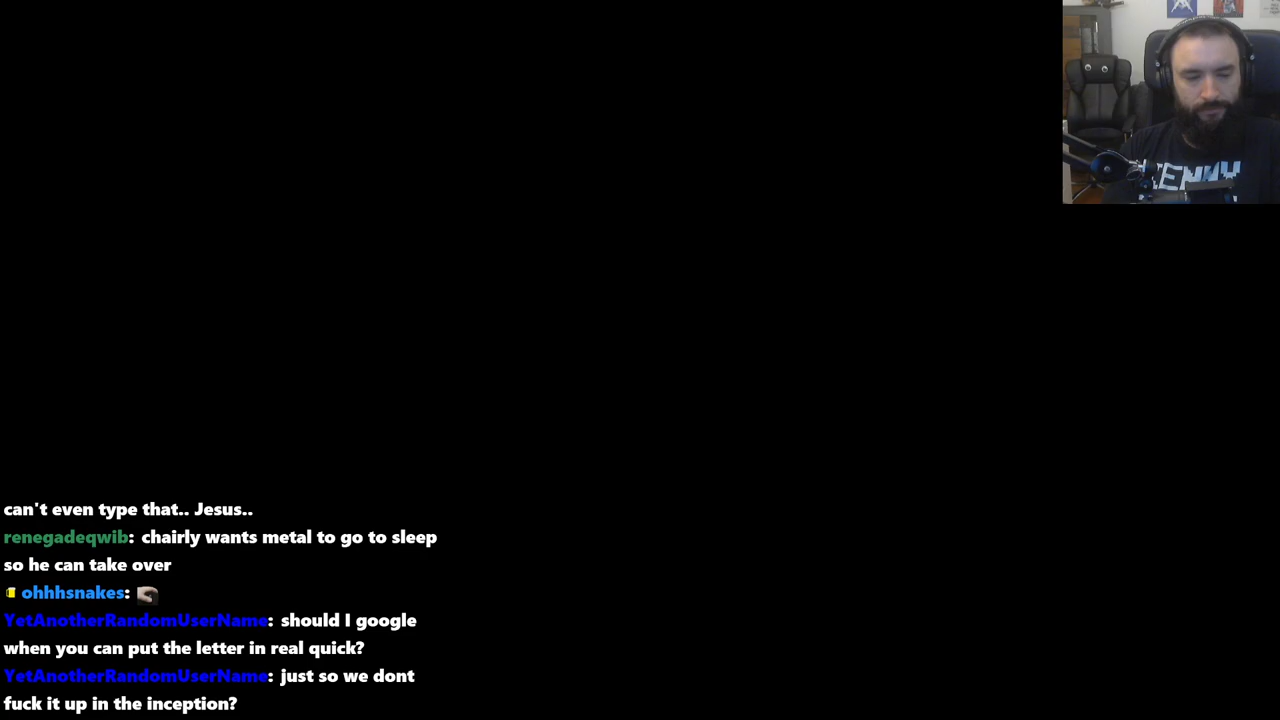 can't even type that.. Jesus..
renegadeqwib: chairly wants metal to go to sleep
so he can take over
ohhhsnakes:
YetAnotherRandomUserName: should I google
when you can put the letter in real quick?
YetAnotherRandomUserName: just so we dont
fuck it up in the inception?